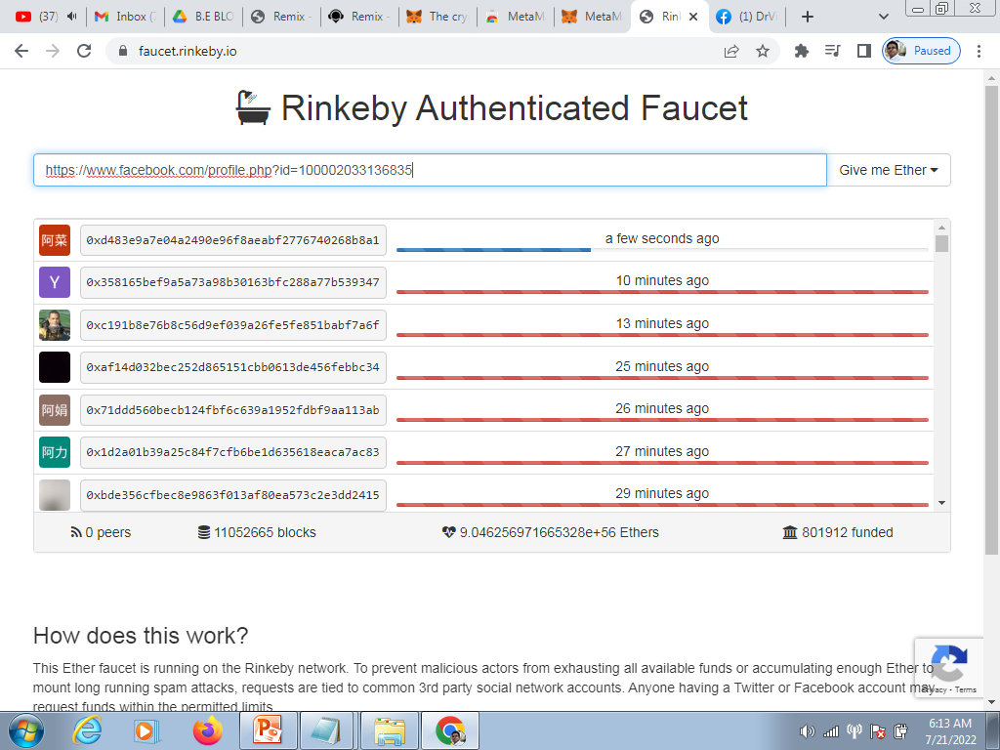 (37)
Inbox (
B.E BLO
Remix -
Remix -
The cry
MetaM
MetaM
Rink
(1) DrV
faucet.rinkeby.io
Paused
Rinkeby Authenticated Faucet
https://www.facebook.com/profile.php?id=100002033136835
Give me Ether
阿菜 0xd483e9a7e04a2490e96f8aeabf2776740268b8a1 a few seconds ago
Y 0x358165bef9a5a73a98b30163bfc288a77b539347 10 minutes ago
0xc191b8e76b8c56d9ef039a26fe5fe851babf7a6f 13 minutes ago
0xaf14d032bec252d865151cbb0613de456febbc34 25 minutes ago
阿娟 0x71ddd560becb124fbf6c639a1952fdbf9aa113ab 26 minutes ago
阿力 0x1d2a01b39a25c84f7cfb6be1d635618eaca7ac83 27 minutes ago
0xbde356cfbec8e9863f013af80ea573c2e3dd2415 29 minutes ago
0 peers 11052665 blocks 9.046256971665328e+56 Ethers 801912 funded
How does this work?
This Ether faucet is running on the Rinkeby network. To prevent malicious actors from exhausting all available funds or accumulating enough Ether to
mount long running spam attacks, requests are tied to common 3rd party social network accounts. Anyone having a Twitter or Facebook account may
request funds within the permitted limits.
Privacy - Terms
6:13 AM
7/21/2022